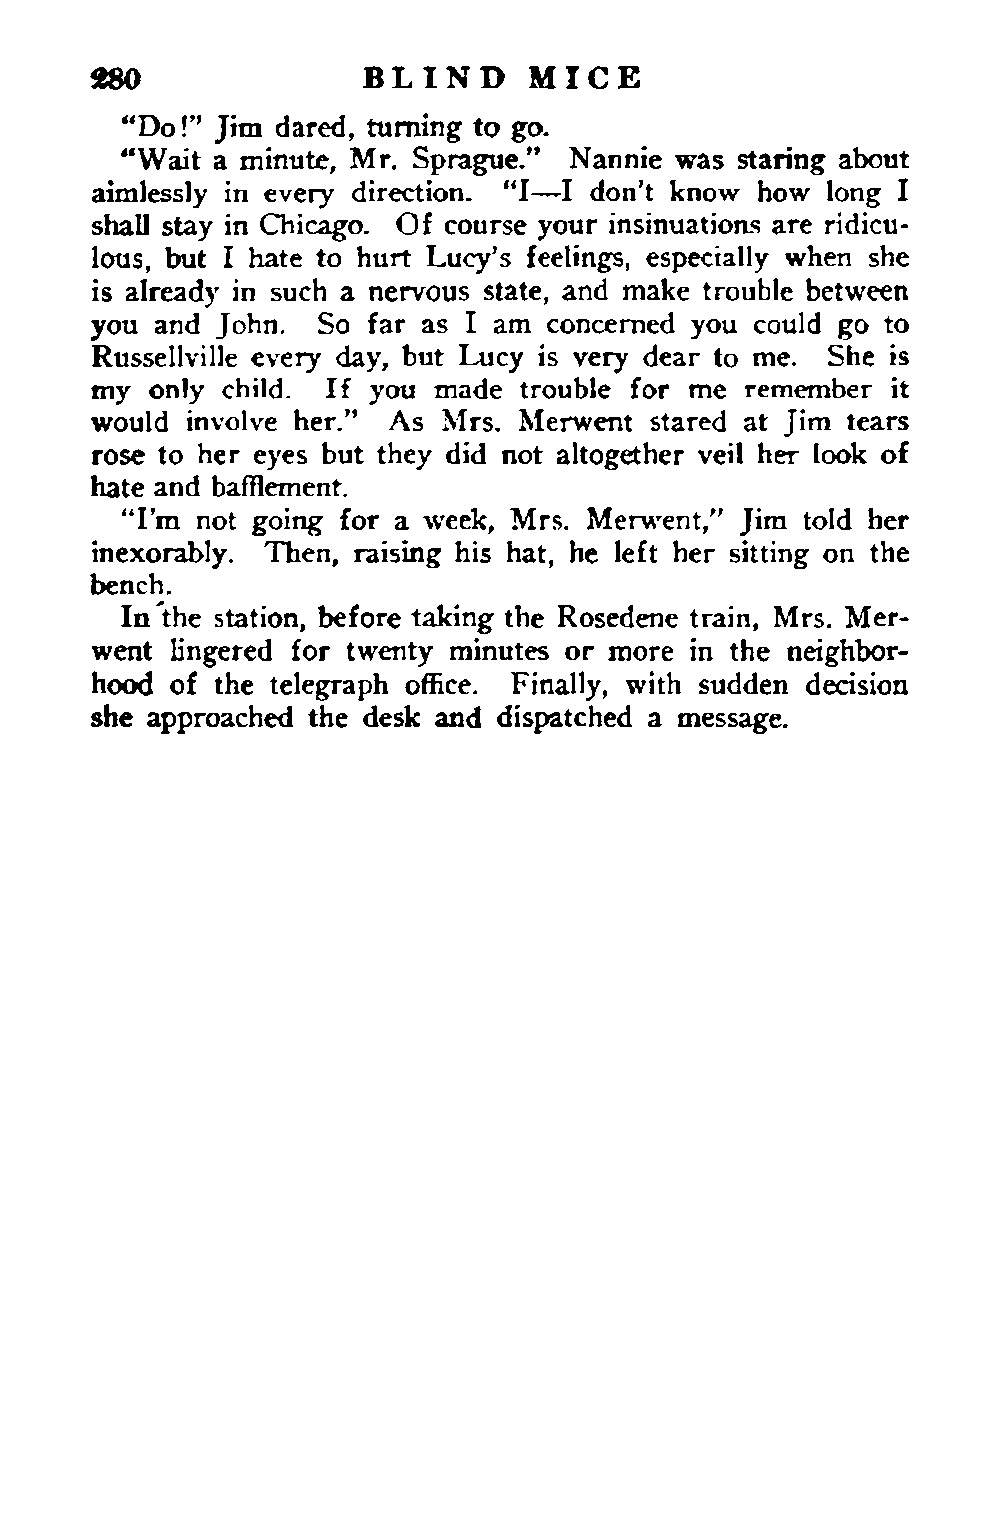 280 BLIND MICE
“Do!” Jim dared, turning to go.
“Wait a minute, Mr. Sprague.” Nannie was staring about
aimlessly in every direction. “I—I don't know how long I
shall stay in Chicago. Of course your insinuations are ridicu-
lous, but I hate to hurt Lucy's feelings, especially when she
is already in such a nervous state, and make trouble between
you and John. So far as I am concerned you could go to
Russellville every day, but Lucy is very dear to me. She is
my only child. If you made trouble for me remember it
would involve her.” As Mrs. Merwent stared at Jim tears
rose to her eyes but they did not altogether veil her look of
hate and bafflement.
“I'm not going for a week, Mrs. Merwent,” Jim told her
inexorably. Then, raising his hat, he left her sitting on the
bench.
In the station, before taking the Rosedene train, Mrs. Mer-
went lingered for twenty minutes or more in the neighbor-
hood of the telegraph office. Finally, with sudden decision
she approached the desk and dispatched a message.